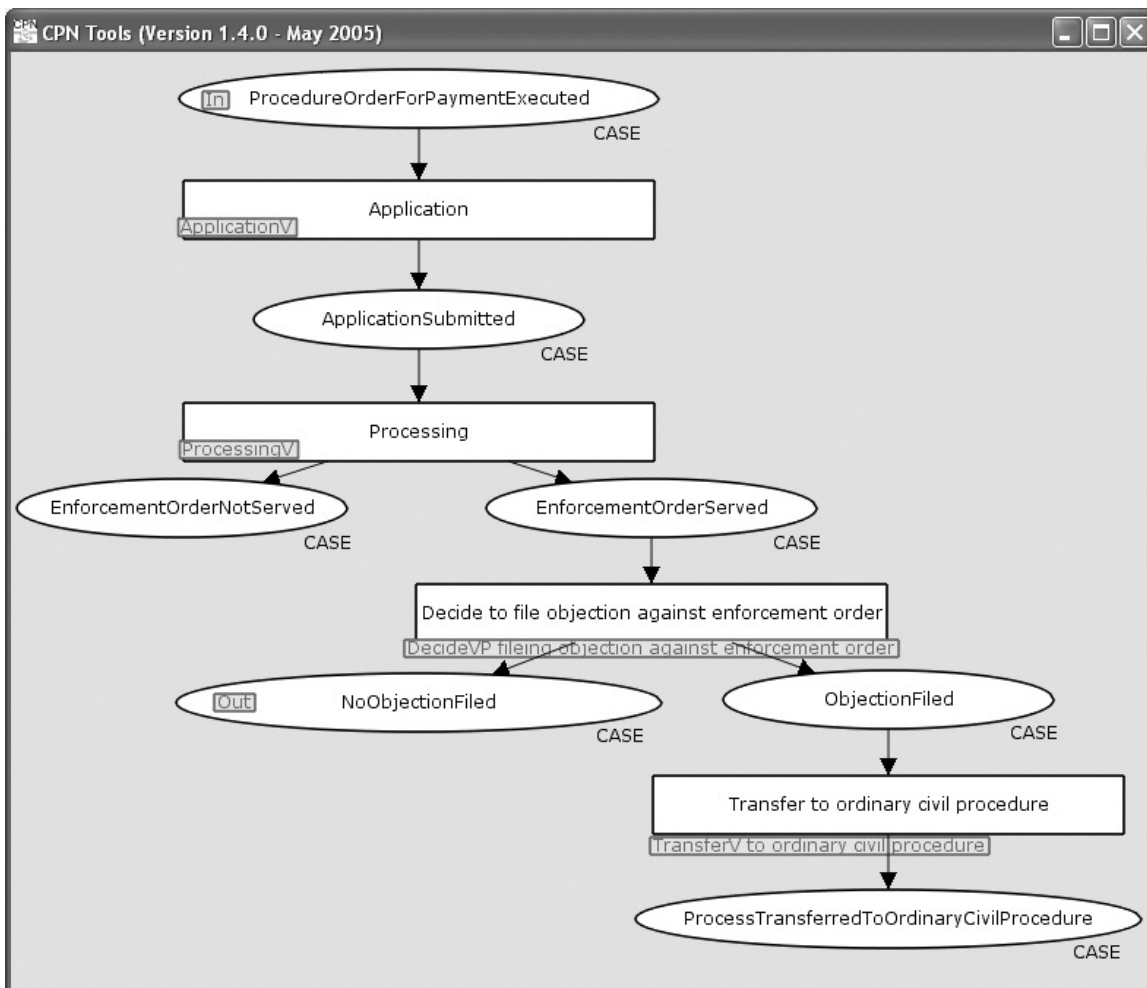 CPN Tools (Version 1.4.0 - May 2005)
In ProcedureOrderForPaymentExecuted
CASE
Application
ApplicationV
ApplicationSubmitted
CASE
Processing
ProcessingV
EnforcementOrderNotServed
CASE
EnforcementOrderServed
CASE
Decide to file objection against enforcement order
DecideVP fileing objection against enforcement order
Out NoObjectionFiled
CASE
ObjectionFiled
CASE
Transfer to ordinary civil procedure
TransferV to ordinary civil procedure
ProcessTransferredToOrdinaryCivilProcedure
CASE